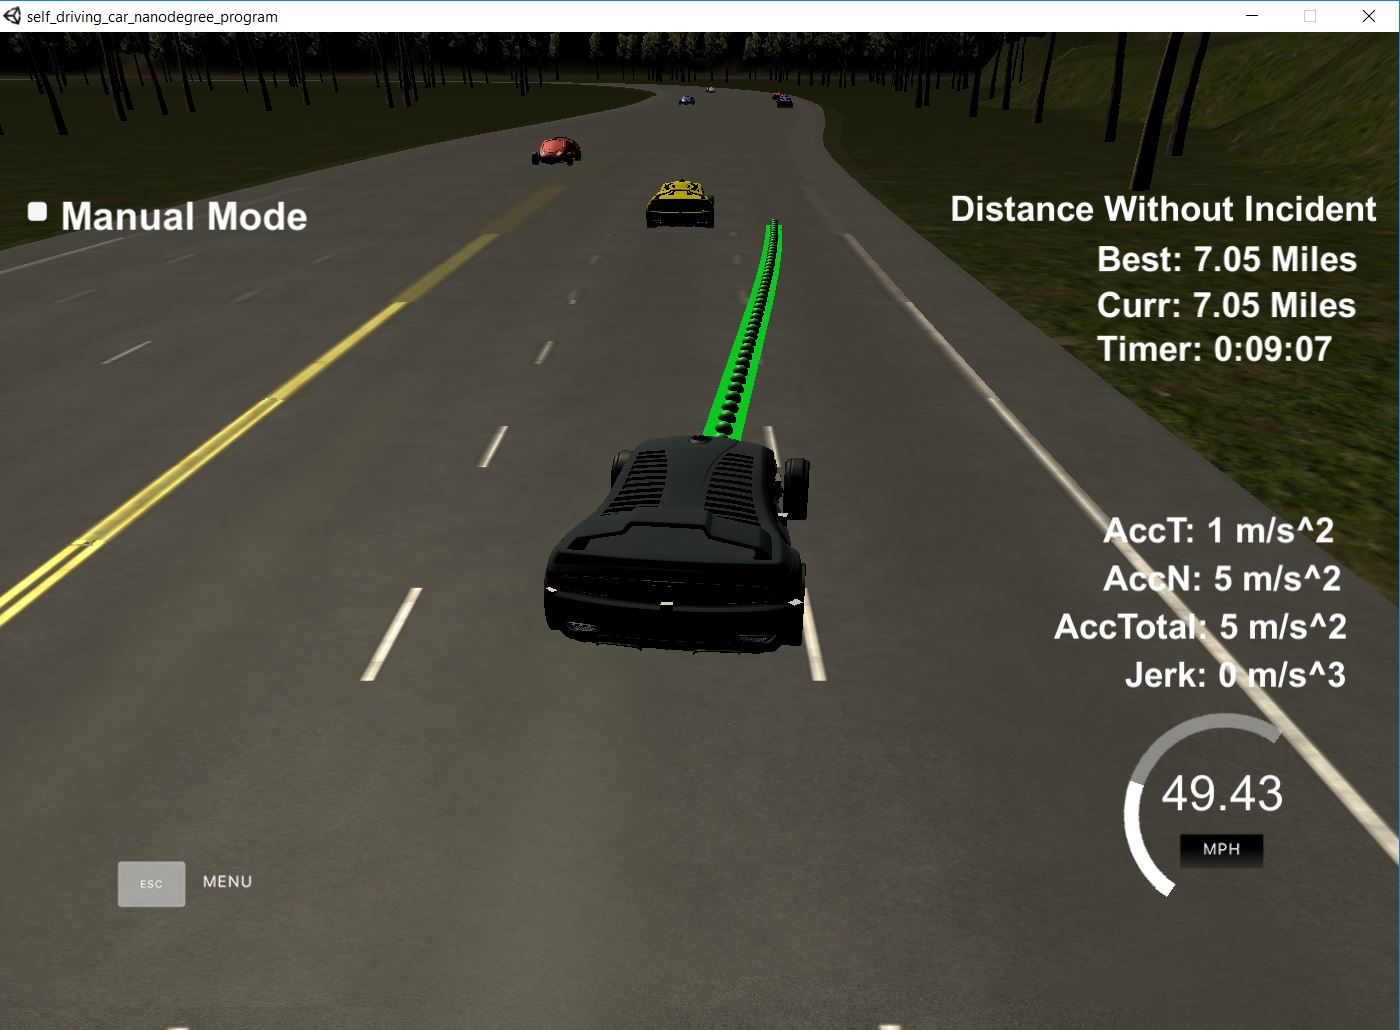 self_driving_car_nanodegree_program
Manual Mode
Distance Without Incident
Best: 7.05 Miles
Curr: 7.05 Miles
Timer: 0:09:07
AccT: 1 m/s^2
AccN: 5 m/s^2
AccTotal: 5 m/s^2
Jerk: 0 m/s^3
49.43
MPH
ESC MENU